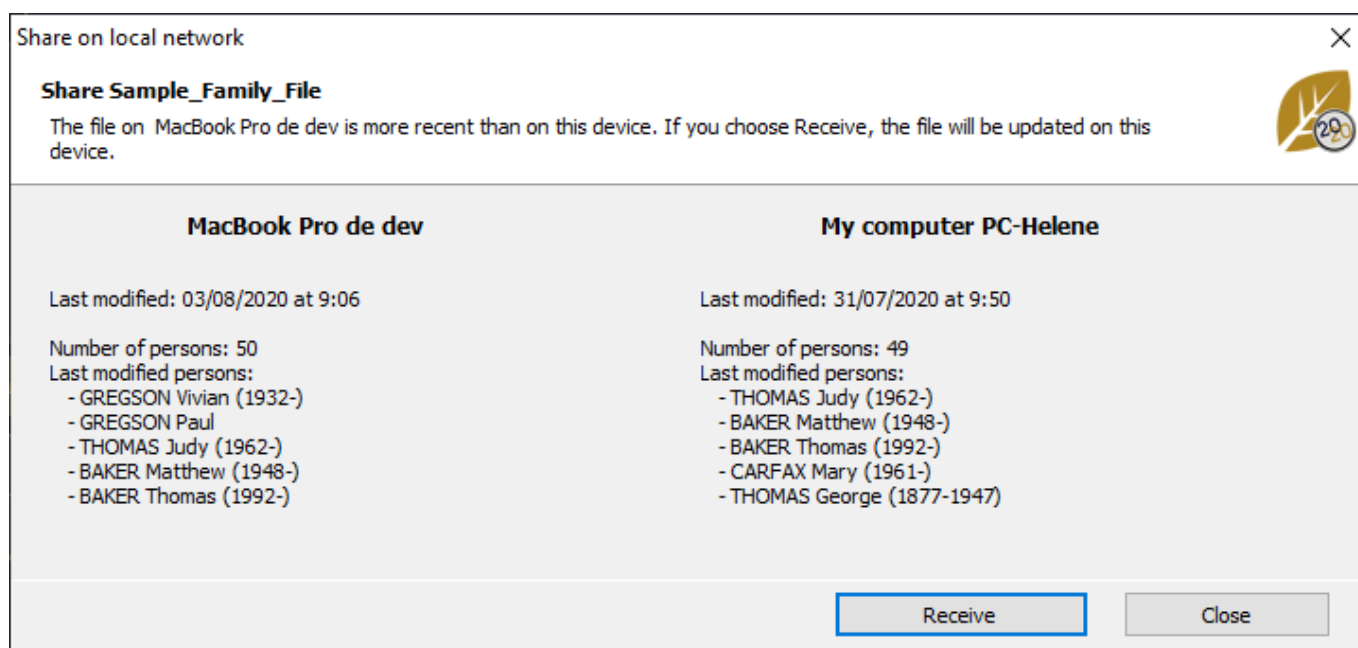 Share on local network
Share Sample_Family_File
The file on  MacBook Pro de dev is more recent than on this device. If you choose Receive, the file will be updated on this
device.
2020
MacBook Pro de dev
Last modified: 03/08/2020 at 9:06
Number of persons: 50
Last modified persons:
- GREGSON Vivian (1932-)
- GREGSON Paul
- THOMAS Judy (1962-)
- BAKER Matthew (1948-)
- BAKER Thomas (1992-)
My computer PC-Helene
Last modified: 31/07/2020 at 9:50
Number of persons: 49
Last modified persons:
- THOMAS Judy (1962-)
- BAKER Matthew (1948-)
- BAKER Thomas (1992-)
- CARFAX Mary (1961-)
- THOMAS George (1877-1947)
Receive
Close